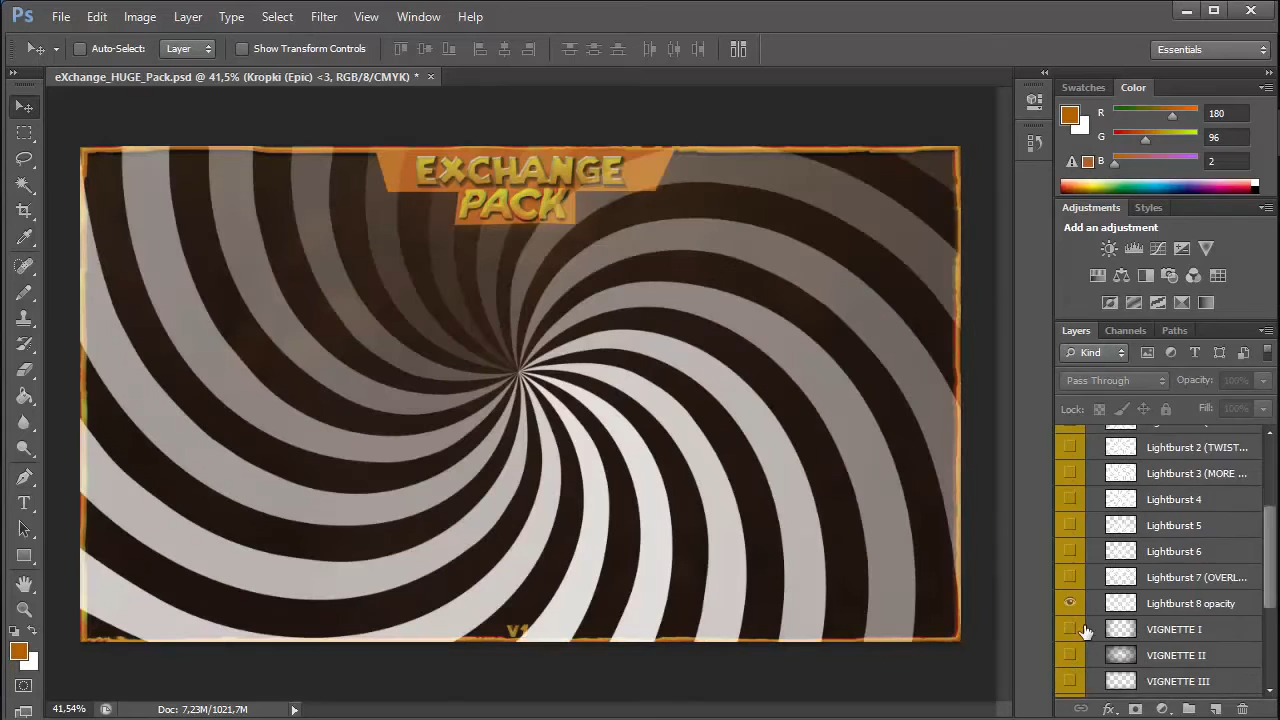 Ps File Edit Image Layer Type Select Filter View Window Help
Auto-Select: Layer Show Transform Controls Essentials
eXchange_HUGE_Pack.psd @ 41,5% (Kropki (Epic) <3, RGB/8/CMYK) * ×
Swatches Color
R 180
G 96
B 2
Adjustments Styles
Add an adjustment
EXCHANGE
PACK
V1
Layers Channels Paths
Kind
Pass Through Opacity: 100%
Lock: Fill: 100%
Lightburst 2 (TWIST...
Lightburst 3 (MORE ...
Lightburst 4
Lightburst 5
Lightburst 6
Lightburst 7 (OVERL...
Lightburst 8 opacity
VIGNETTE I
VIGNETTE II
VIGNETTE III
fx
41,54% Doc: 7,23M/1021,7M